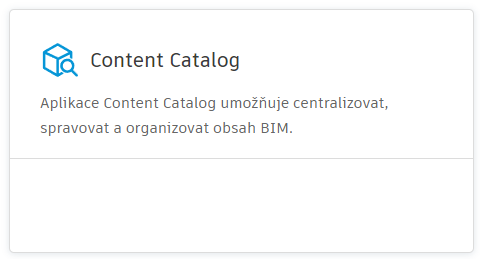 Content Catalog
Aplikace Content Catalog umožňuje centralizovat,
spravovat a organizovat obsah BIM.